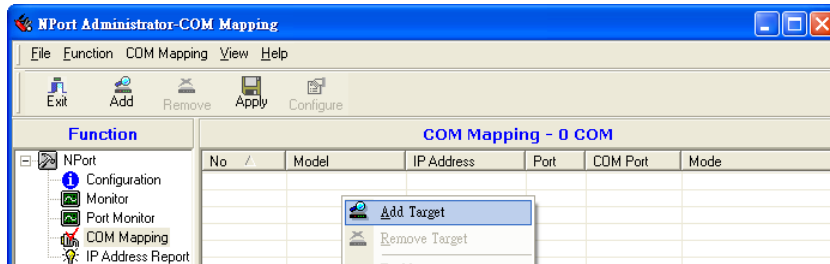 NPort Administrator-COM Mapping
File Function COM Mapping View Help
Exit Add Remove Apply Configure
Function
COM Mapping - 0 COM
NPort
No Model IP Address Port COM Port Mode
Configuration
Monitor
Port Monitor
Add Target
COM Mapping
Remove Target
IP Address Report